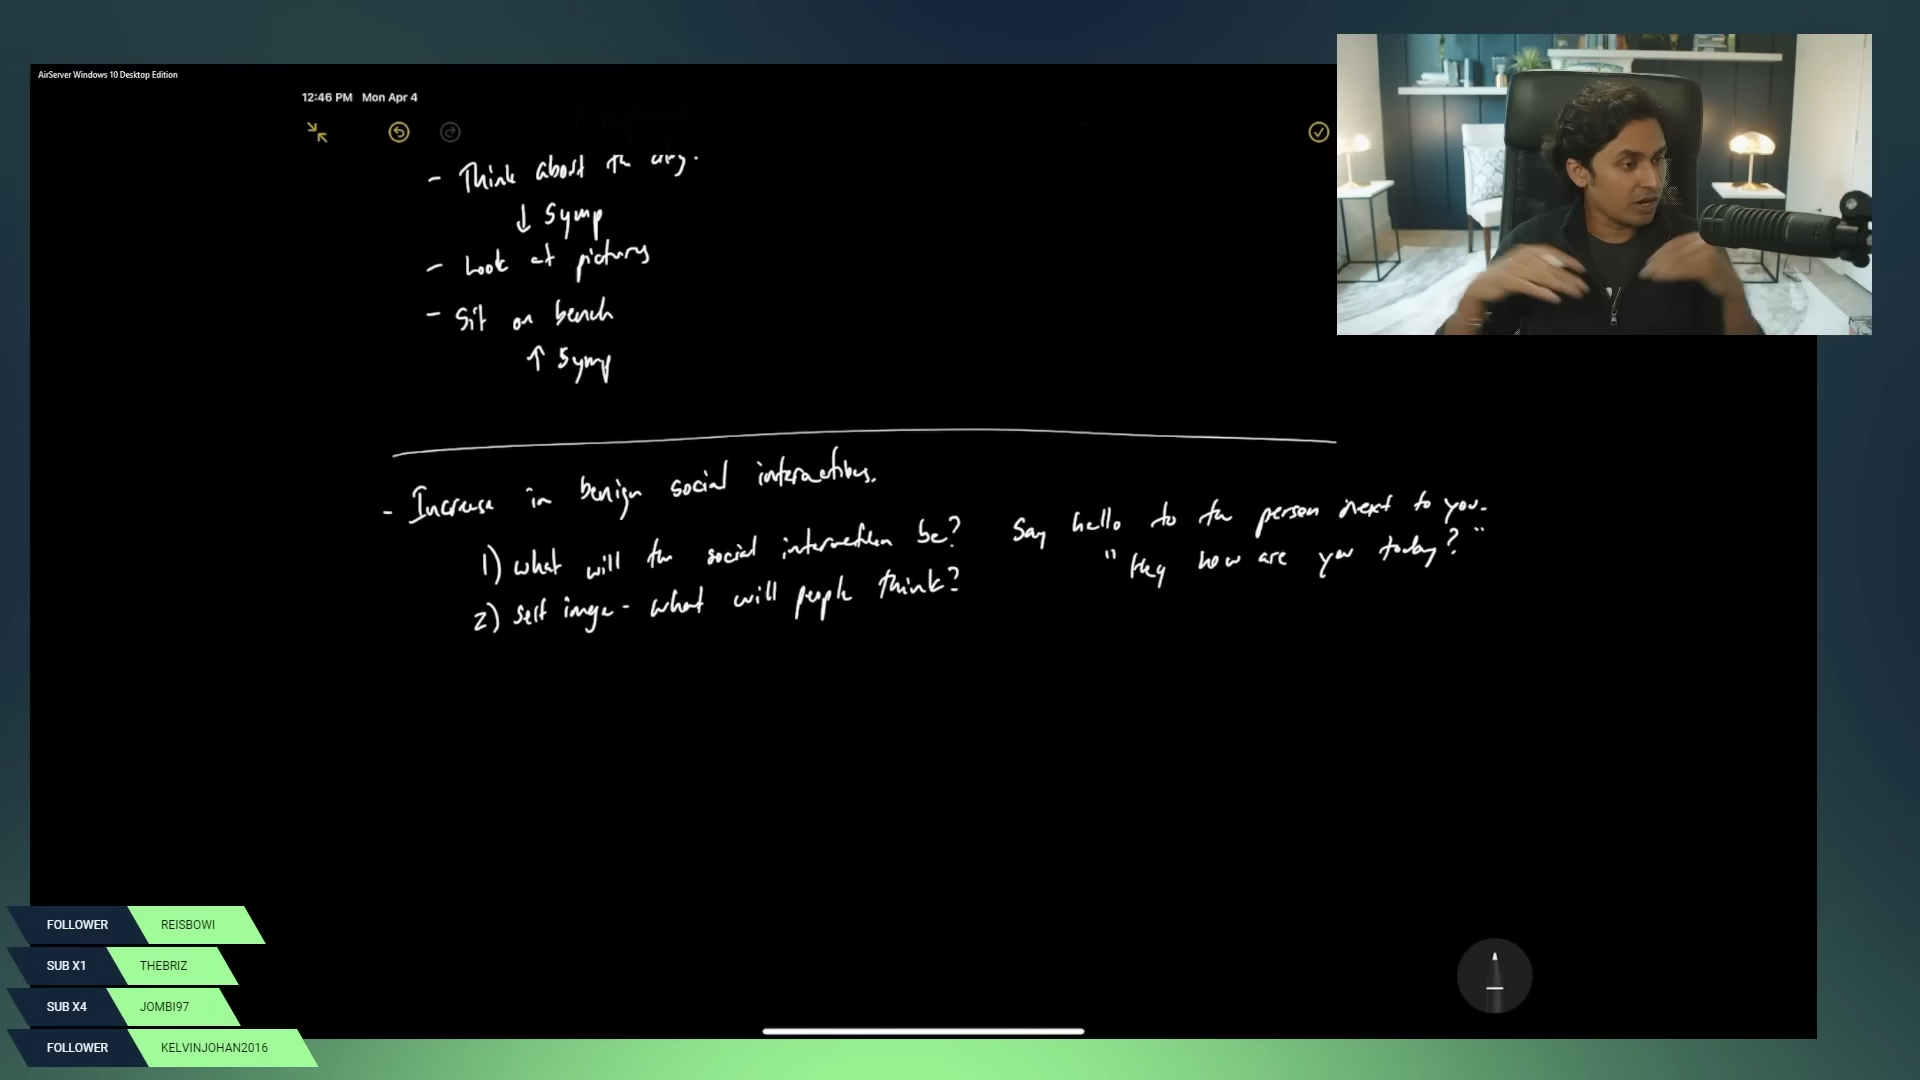 AirServer Windows 10 Desktop Edition
12:46 PM Mon Apr 4
- Think about the
↓ Symp
- Look at pictures
- Sit on bench
↑ Symp
- Increase in benign social interactions.
1) what will the social interaction be? Say hello to the person next to you.
"Hey how are you today?"
2) self image - what will people think?
FOLLOWER REISBOWI
SUB X1 THEBRIZ
SUB X4 JOMBI97
FOLLOWER KELVINJOHAN2016